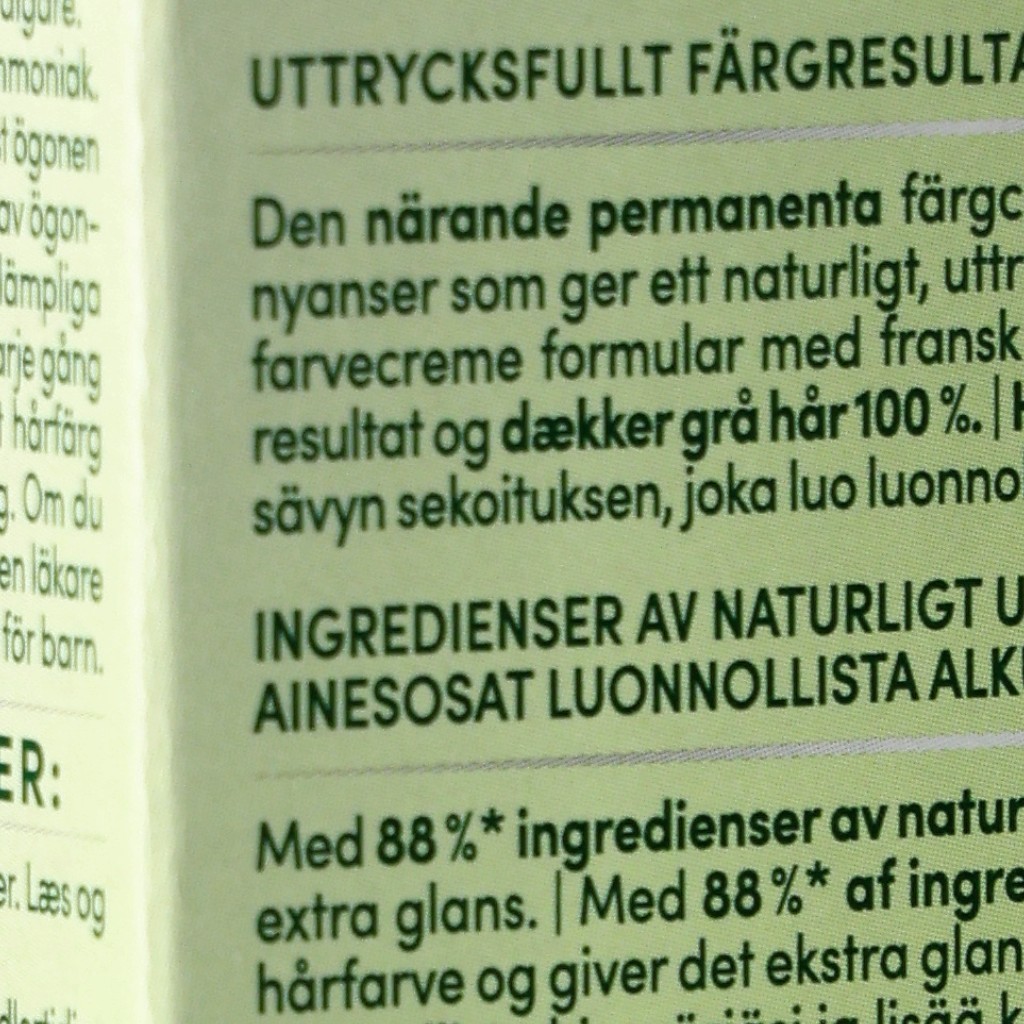 mmoniak.
ögonen
av ögon-
lämpliga
arje gång
hårfärg
g. Om du
en läkare
för barn.
ER:
er. Læs og
UTTRYCKSFULLT FÄRGRESULTA
Den närande permanenta färgc
nyanser som ger ett naturligt, uttr
farvecreme formular med fransk
resultat og dækker grå hår 100 %. |
sävyn sekoituksen, joka luo luonno
INGREDIENSER AV NATURLIGT U
AINESOSAT LUONNOLLISTA ALK
Med 88 %* ingredienser av natur
extra glans. | Med 88 %* af ingre
hårfarve og giver det ekstra glan